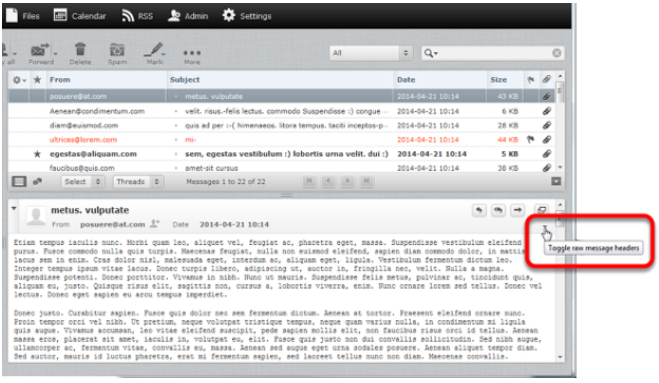 Files Calendar RSS Admin Settings
y all Forward Delete Spam Mark More All
From Subject Date Size
posuere@at.com metus. vulputate 2014-04-21 10:14 43 KB
Aenean@condimentum.com velit. risus.-felis lectus. commodo Suspendisse :) congue 2014-04-21 10:14 6 KB
diam@euismod.com quis ad per :-( himenaeos. litora tempus. taciti inceptos-p 2014-04-21 10:14 28 KB
ultrices@lorem.com mi- 2014-04-21 10:14 44 KB
egestas@aliquam.com sem, egestas vestibulum :) lobortis urna velit. dui :) 2014-04-21 10:14 5 KB
faucibus@quis.com amet-sit cursus 2014-04-21 10:14 38 KB
Select Threads Messages 1 to 22 of 22
metus. vulputate
From posuere@at.com Date 2014-04-21 10:14
Toggle raw message headers
Etiam tempus iaculis nunc. Morbi quam leo, aliquet vel, feugiat ac, pharetra eget, massa. Suspendisse vestibulum eleifend
purus. Fusce commodo nulla quis turpis. Maecenas feugiat, nulla non euismod eleifend, sapien diam commodo dolor, in mattis
lacus sem in enim. Cras dolor nisl, malesuada eget, interdum ac, aliquam eget, ligula. Vestibulum fermentum dictum leo.
Integer tempus ipsum vitae lacus. Donec turpis libero, adipiscing ut, auctor in, fringilla nec, velit. Nulla a magna.
Suspendisse potenti. Donec porttitor. Vivamus in nibh. Nunc ut mauris. Suspendisse felis metus, pulvinar ac, tincidunt quis,
aliquam eu, justo. Quisque risus elit, sagittis non, cursus a, lobortis viverra, enim. Nunc ornare lorem sed tellus. Donec vel
lectus. Donec eget sapien eu arcu tempus imperdiet.
Donec justo. Curabitur sapien. Fusce quis dolor nec sem fermentum dictum. Aenean at tortor. Praesent eleifend ornare nunc.
Proin tempor orci vel nibh. Ut pretium, neque volutpat tristique tempus, neque quam varius nulla, in condimentum mi ligula
quis augue. Vivamus accumsan, leo vitae eleifend suscipit, pede sapien mollis elit, non faucibus risus orci id tellus. Aenean
massa eros, placerat sit amet, iaculis in, volutpat eu, elit. Fusce quis justo non dui convallis sollicitudin. Sed nibh augue,
ullamcorper ac, fermentum vitae, convallis eu, massa. Aenean sed augue eget urna sodales posuere. Aenean aliquet tempor diam.
Sed auctor, mauris id luctus pharetra, erat mi fermentum sapien, sed laoreet tellus nunc non diam. Maecenas convallis.